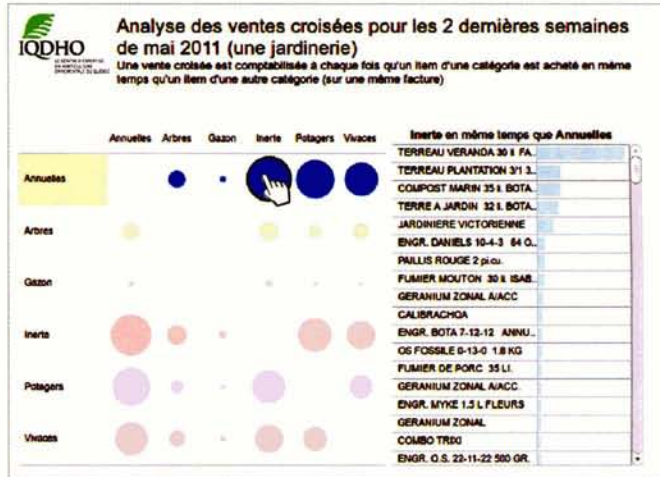 IQDHO
Analyse des ventes croisées pour les 2 dernières semaines
de mai 2011 (une jardinerie)
Une vente croisée est comptabilisée à chaque fois qu'un item d'une catégorie est acheté en même
temps qu'un item d'une autre catégorie (sur une même facture)
Annuelles Arbres Gazon Inerte Potagers Vivaces
Annuelles
Arbres
Gazon
Inerte
Potagers
Vivaces
Inerte en même temps que Annuelles
TERREAU VERANDA 30 l FA...
TERREAU PLANTATION 3/1 3...
COMPOST MARIN 35 l. BOTA...
TERRE A JARDIN 32 l. BOTA...
JARDINIERE VICTORIENNE
ENGR. DANIELS 10-4-3 64 O...
PAILLIS ROUGE 2 pi.cu.
FUMIER MOUTON 30 l. ISAB...
GERANIUM ZONAL A/ACC
CALIBRACHOA
ENGR. BOTA 7-12-12 ANNU...
OS FOSSILE 0-13-0 1.8 KG
FUMIER DE PORC 35 LI.
GERANIUM ZONAL A/ACC.
ENGR. MYKE 1.5 L FLEURS
GERANIUM ZONAL
COMBO TRIXI
ENGR. O.S. 22-11-22 500 GR.